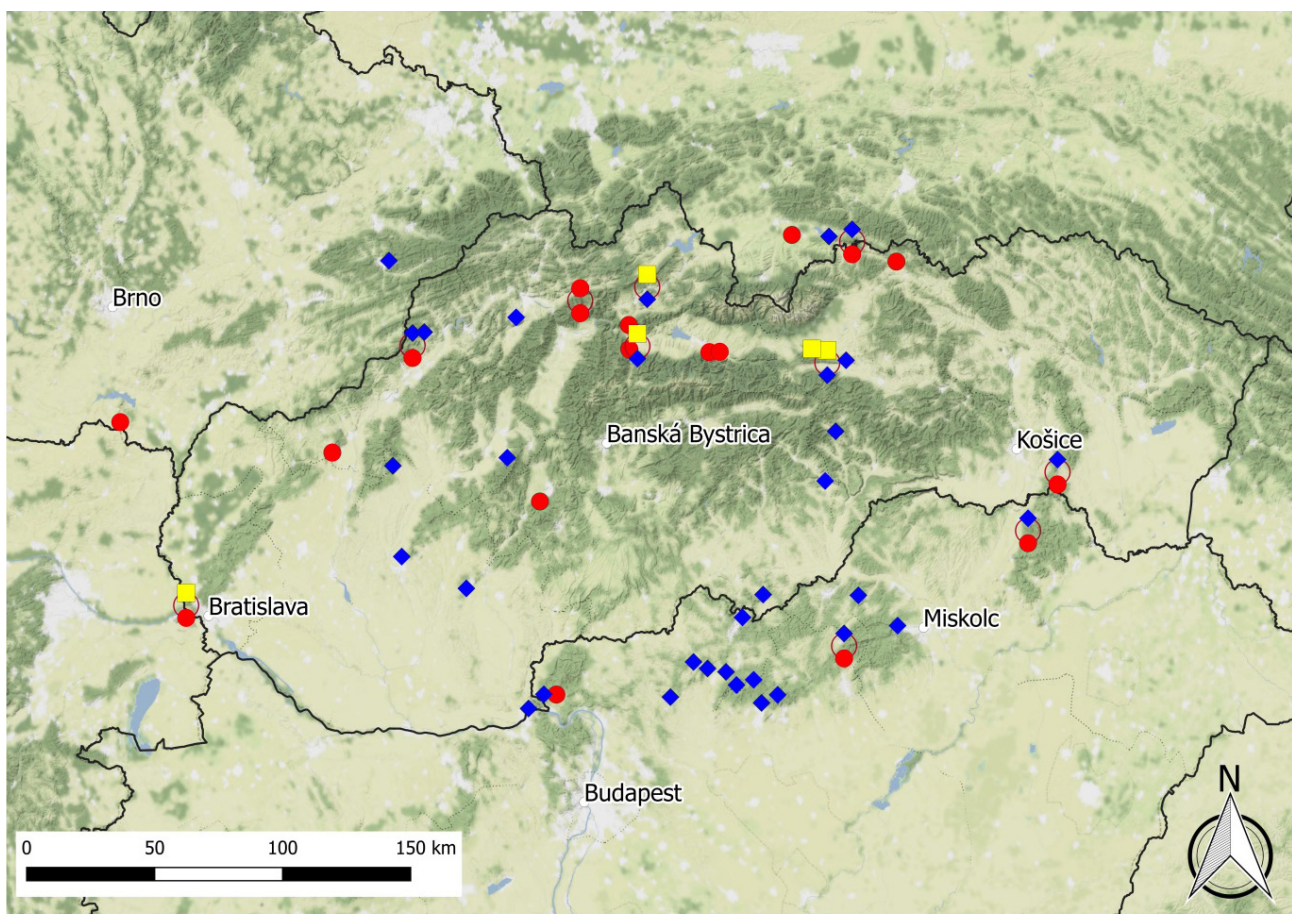 Brno
Banská Bystrica
Košice
Bratislava
Miskolc
Budapest
N
0 50 100 150 km